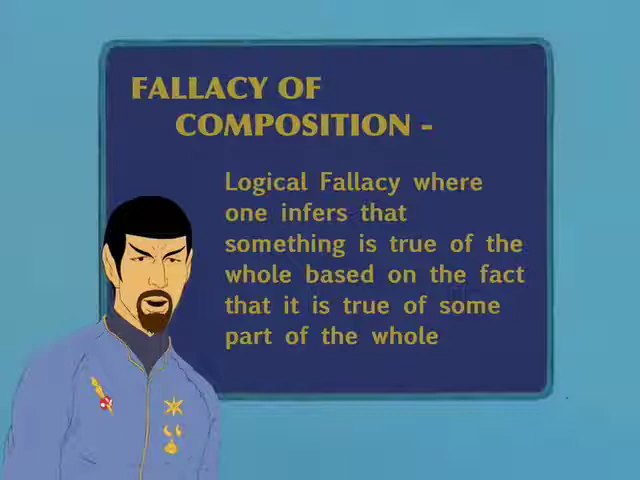 FALLACY OF
COMPOSITION -
Logical Fallacy where
one infers that
something is true of the
whole based on the fact
that it is true of some
part of the whole